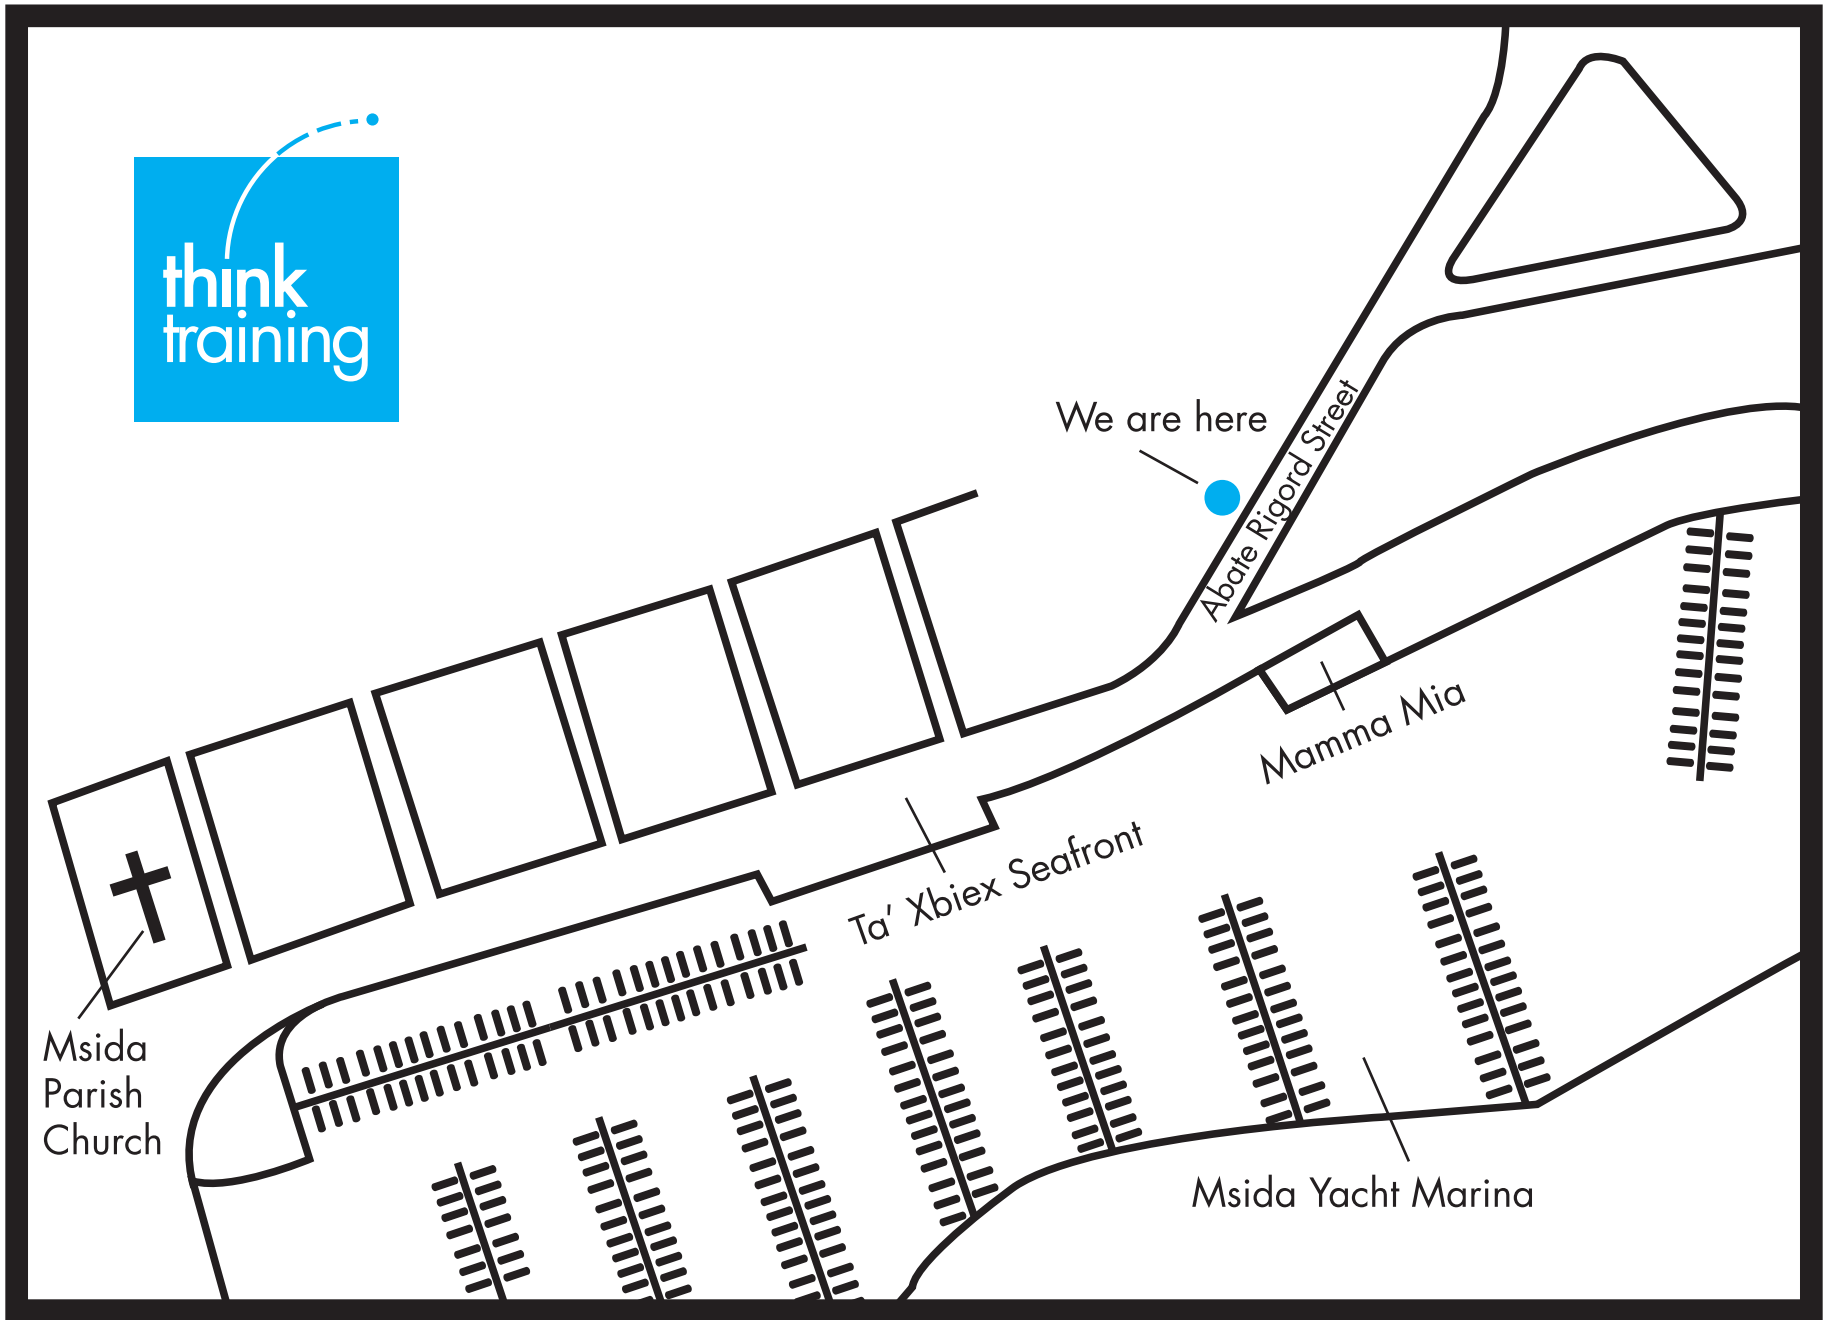 think
training
We are here
Abate Rigord Street
Mamma Mia
Ta' Xbiex Seafront
Msida
Parish
Church
Msida Yacht Marina